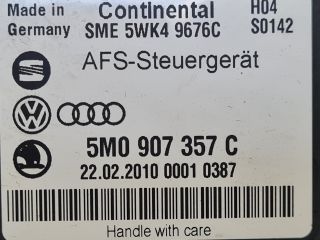 Made in Continental H04
Germany SME 5WK4 9676C S0142
AFS-Steuergerät
5M0 907 357 C
22.02.2010 0001 0387
Handle with care